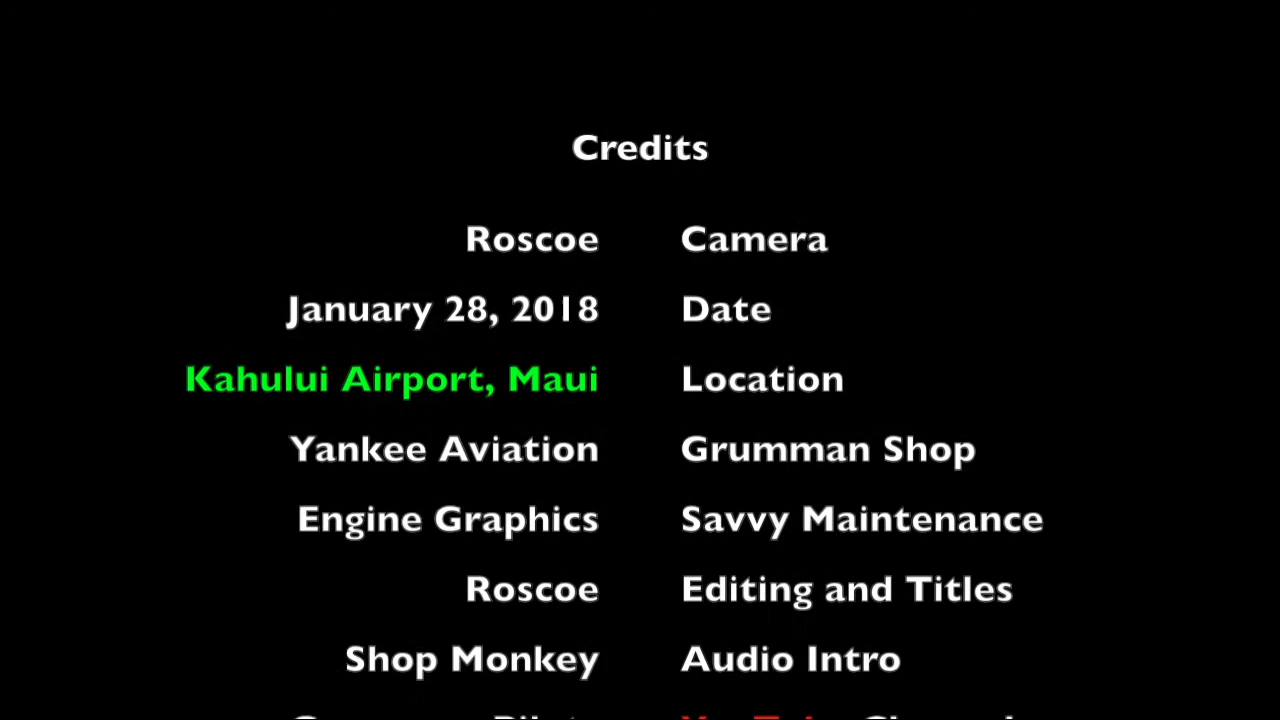 Credits
Roscoe Camera
January 28, 2018 Date
Kahului Airport, Maui Location
Yankee Aviation Grumman Shop
Engine Graphics Savvy Maintenance
Roscoe Editing and Titles
Shop Monkey Audio Intro